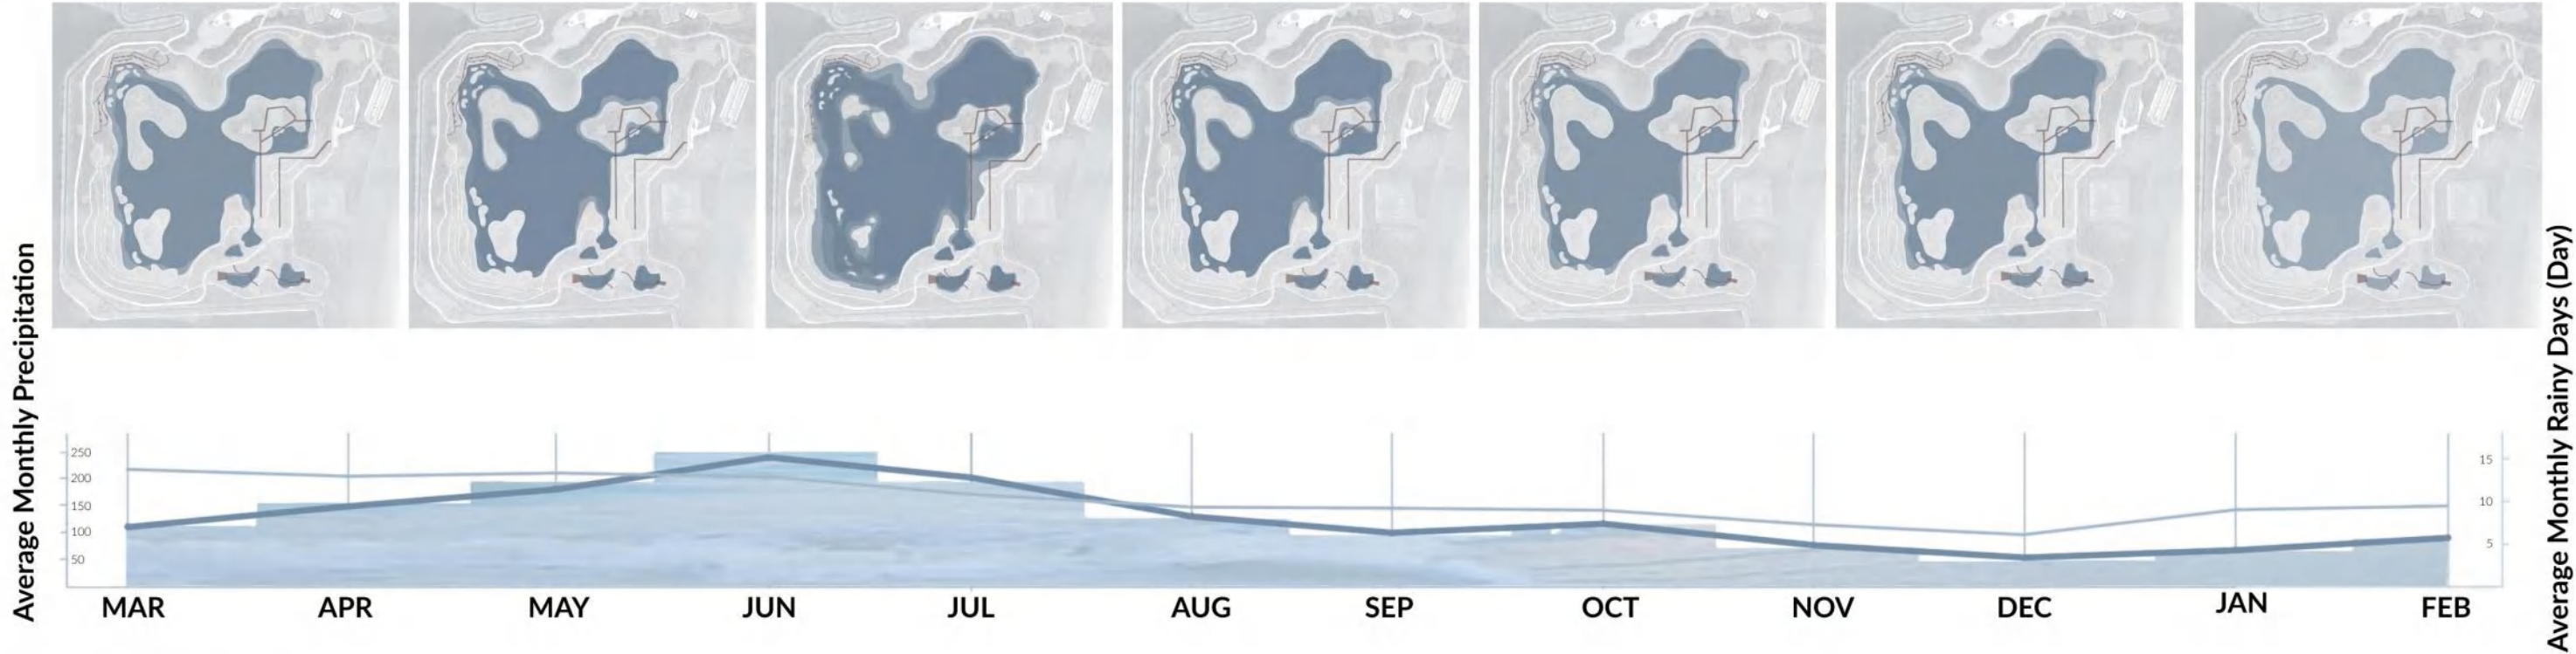 Average Monthly Precipitation
250
200
150
100
50
15
10
5
MAR APR MAY JUN JUL AUG SEP OCT NOV DEC JAN FEB
Average Monthly Rainy Days (Day)